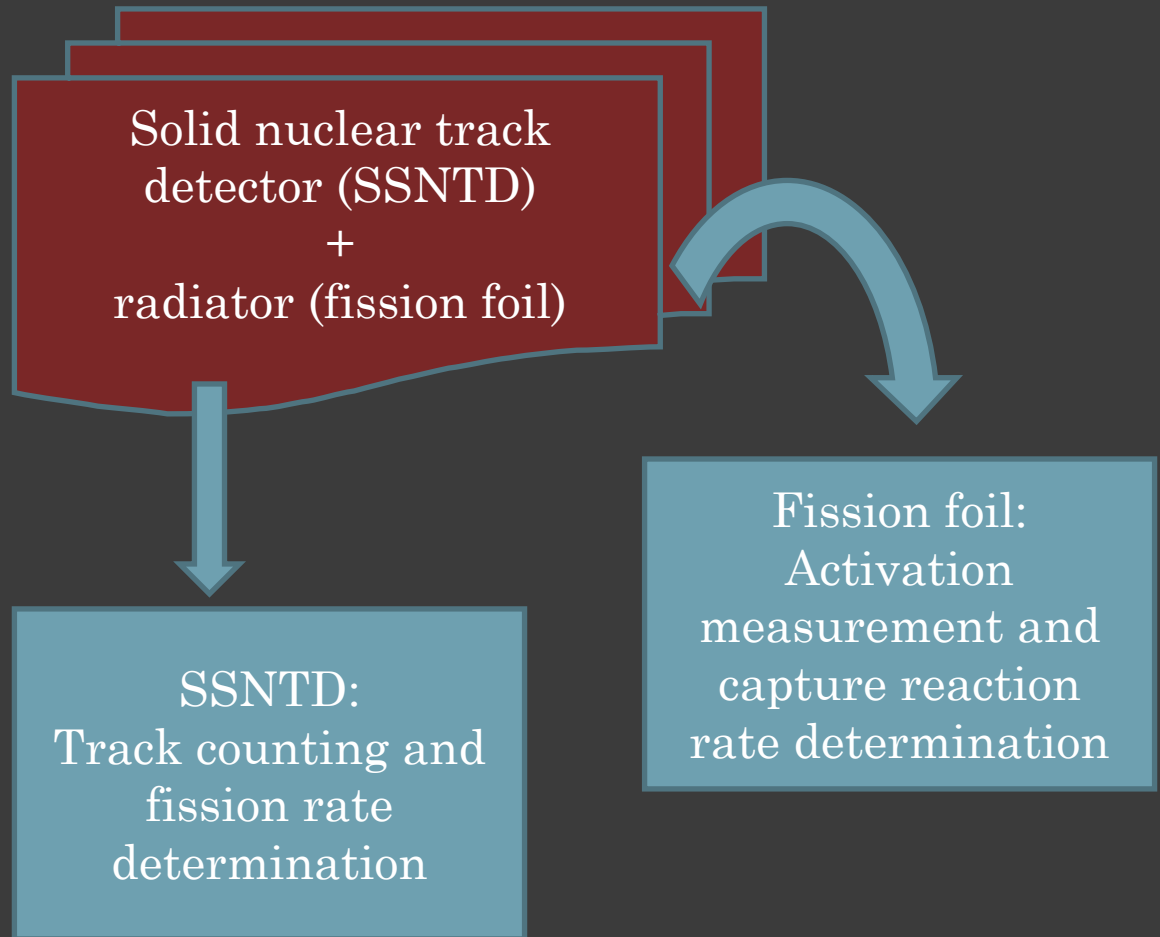 Solid nuclear track
detector (SSNTD)
+
radiator (fission foil)
SSNTD:
Track counting and
fission rate
determination
Fission foil:
Activation
measurement and
capture reaction
rate determination